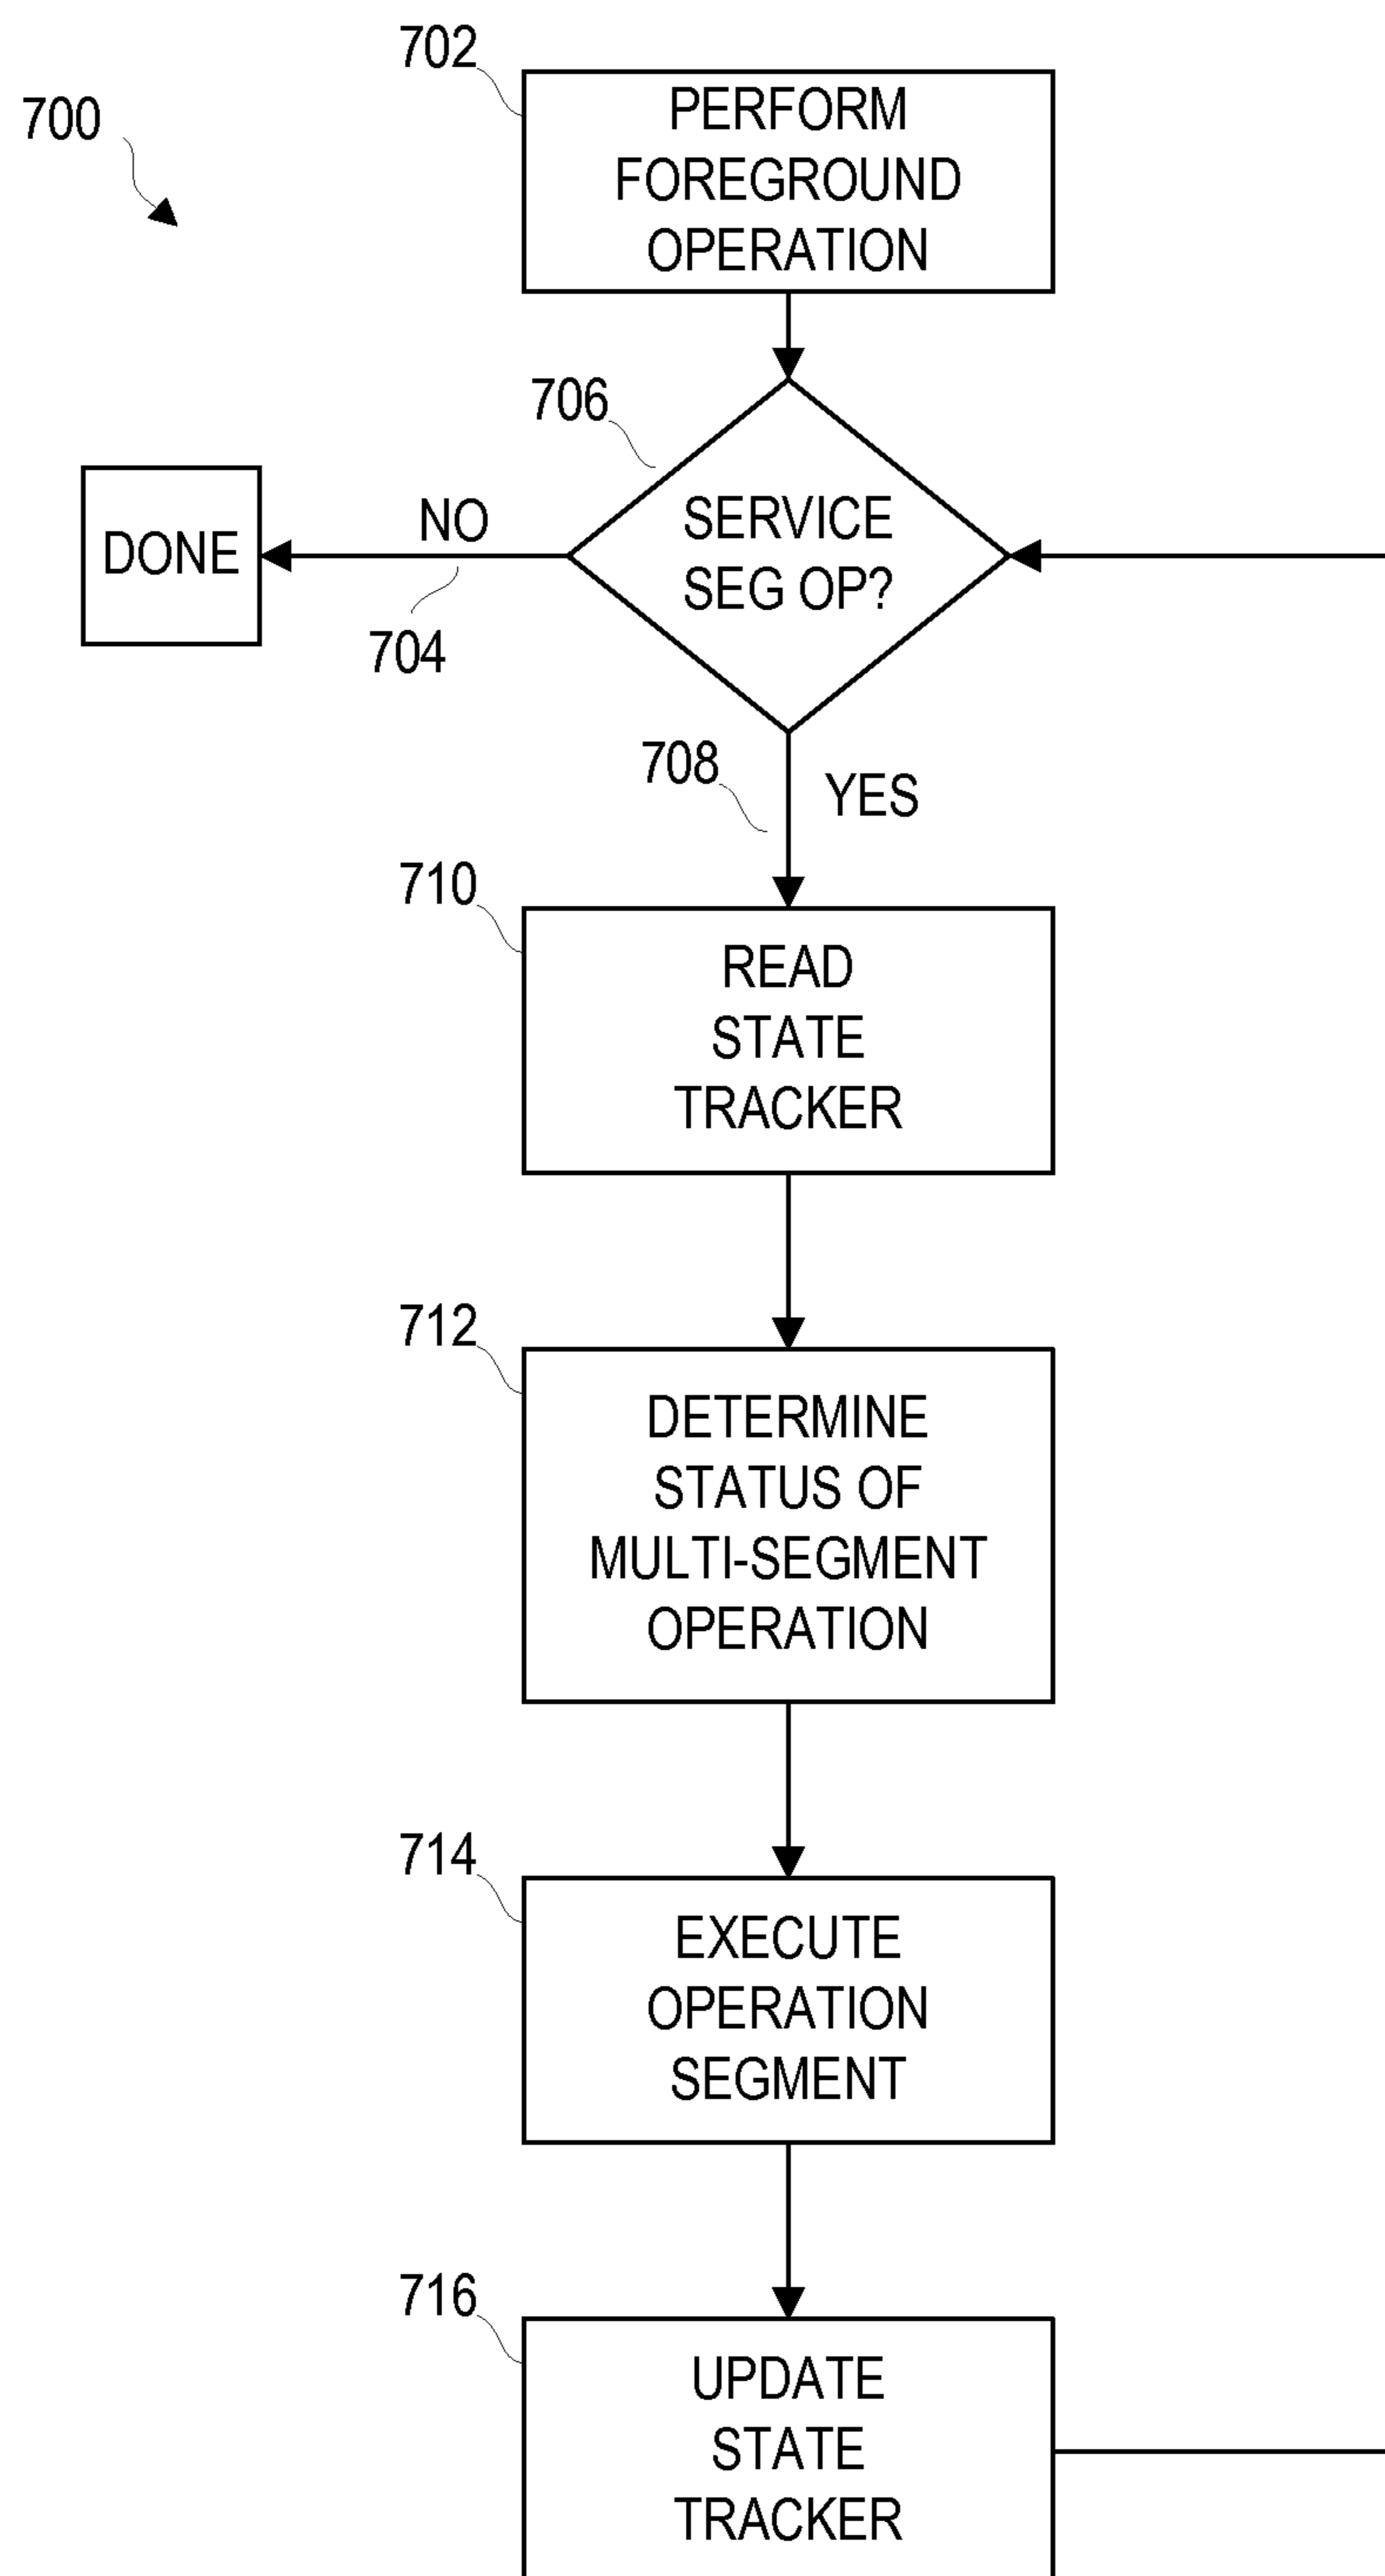 702
700
PERFORM
FOREGROUND
OPERATION
706
SERVICE
SEG OP?
NO
DONE
704
708
YES
710
READ
STATE
TRACKER
712
DETERMINE
STATUS OF
MULTI-SEGMENT
OPERATION
714
EXECUTE
OPERATION
SEGMENT
716
UPDATE
STATE
TRACKER